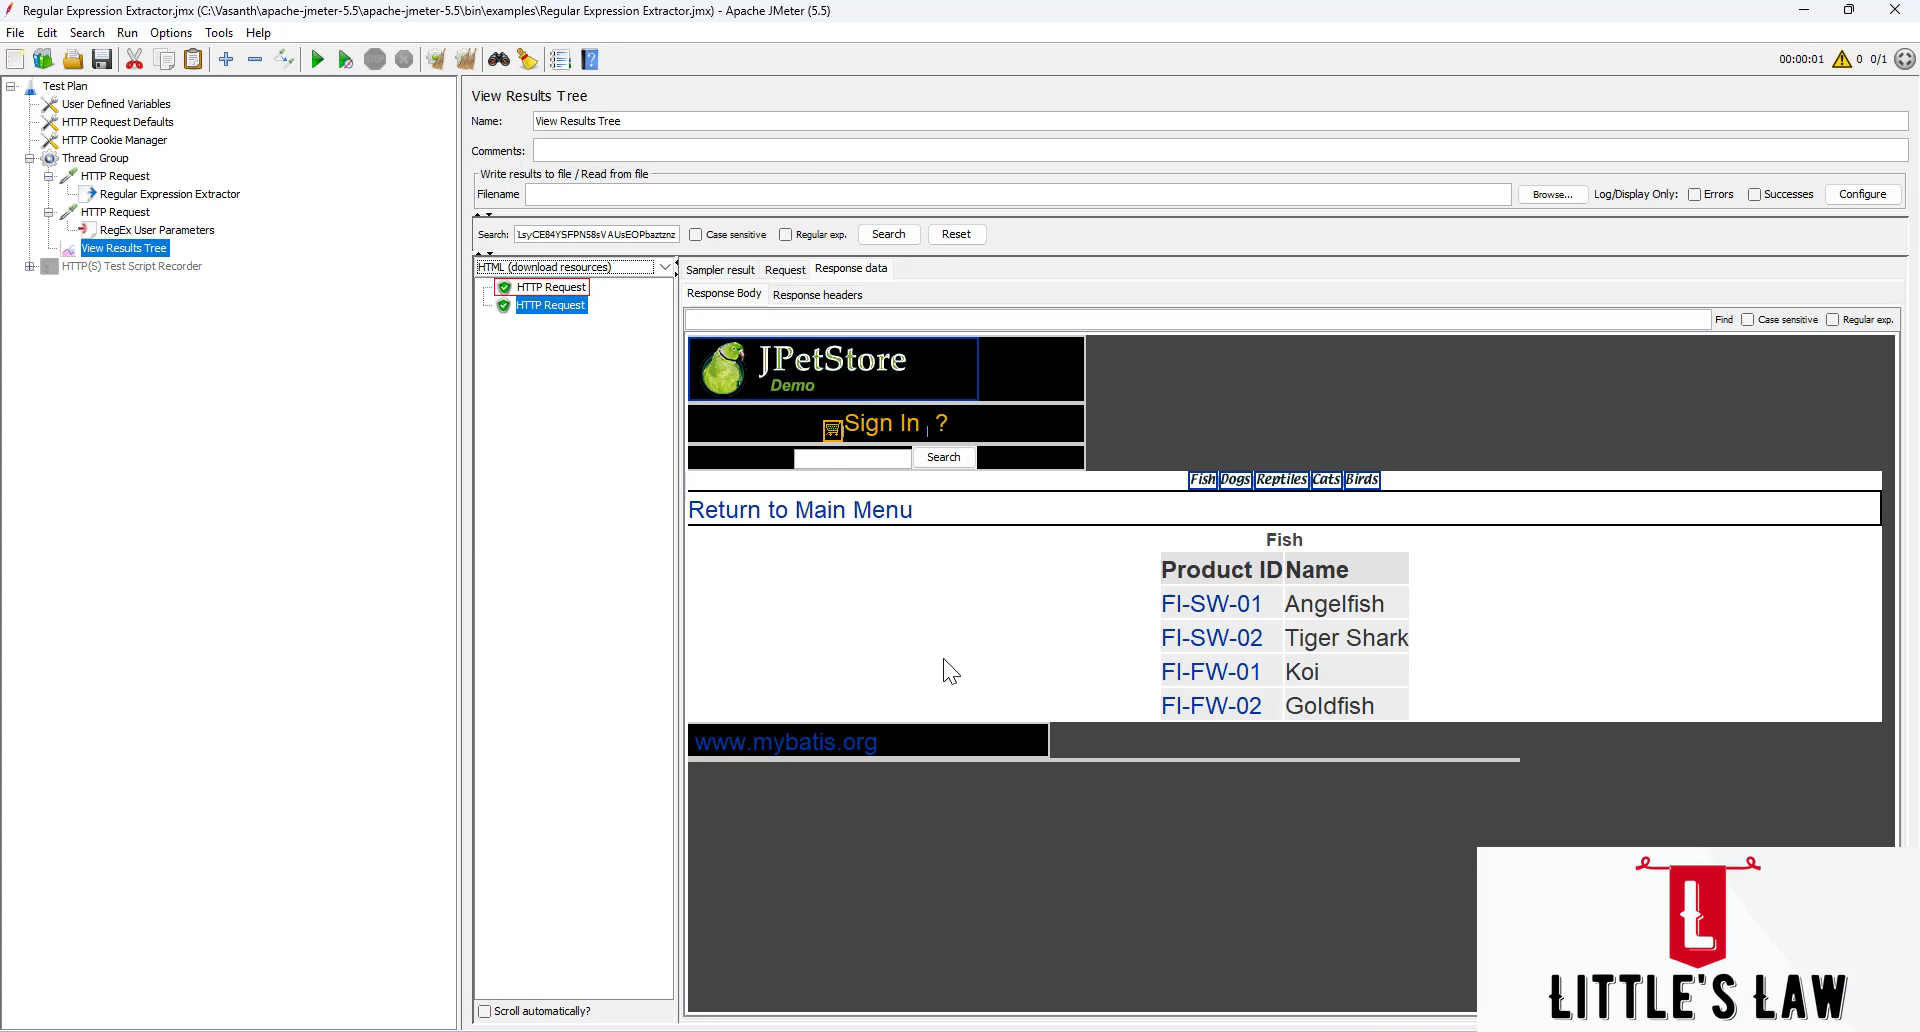 Regular Expression Extractor.jmx (C:\Vasanth\apache-jmeter-5.5\apache-jmeter-5.5\bin\examples\Regular Expression Extractor.jmx) - Apache JMeter (5.5)
File Edit Search Run Options Tools Help
00:00:01 0 0/1
Test Plan
User Defined Variables
HTTP Request Defaults
HTTP Cookie Manager
Thread Group
HTTP Request
Regular Expression Extractor
HTTP Request
RegEx User Parameters
View Results Tree
HTTP(S) Test Script Recorder
View Results Tree
Name: View Results Tree
Comments:
Write results to file / Read from file
Filename Browse... Log/Display Only: Errors Successes Configure
Search: Case sensitive Regular exp. Search Reset
HTML (download resources)
HTTP Request
HTTP Request
Scroll automatically?
Sampler result Request Response data
Response Body Response headers
Find Case sensitive Regular exp.
JPetStore
Demo
Sign In | ?
Search
Fish Dogs Reptiles Cats Birds
Return to Main Menu
Fish
Product ID Name
FI-SW-01 Angelfish
FI-SW-02 Tiger Shark
FI-FW-01 Koi
FI-FW-02 Goldfish
www.mybatis.org
L
LITTLE'S LAW